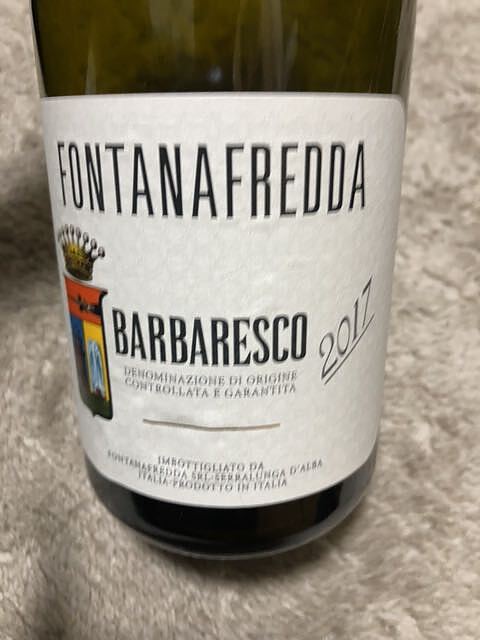 FONTANAFREDDA
BARBARESCO
2017
DENOMINAZIONE DI ORIGINE
CONTROLLATA E GARANTITA
IMBOTTIGLIATO DA
FONTANAFREDDA SRL-SERRALUNGA D'ALBA
ITALIA-PRODOTTO IN ITALIA